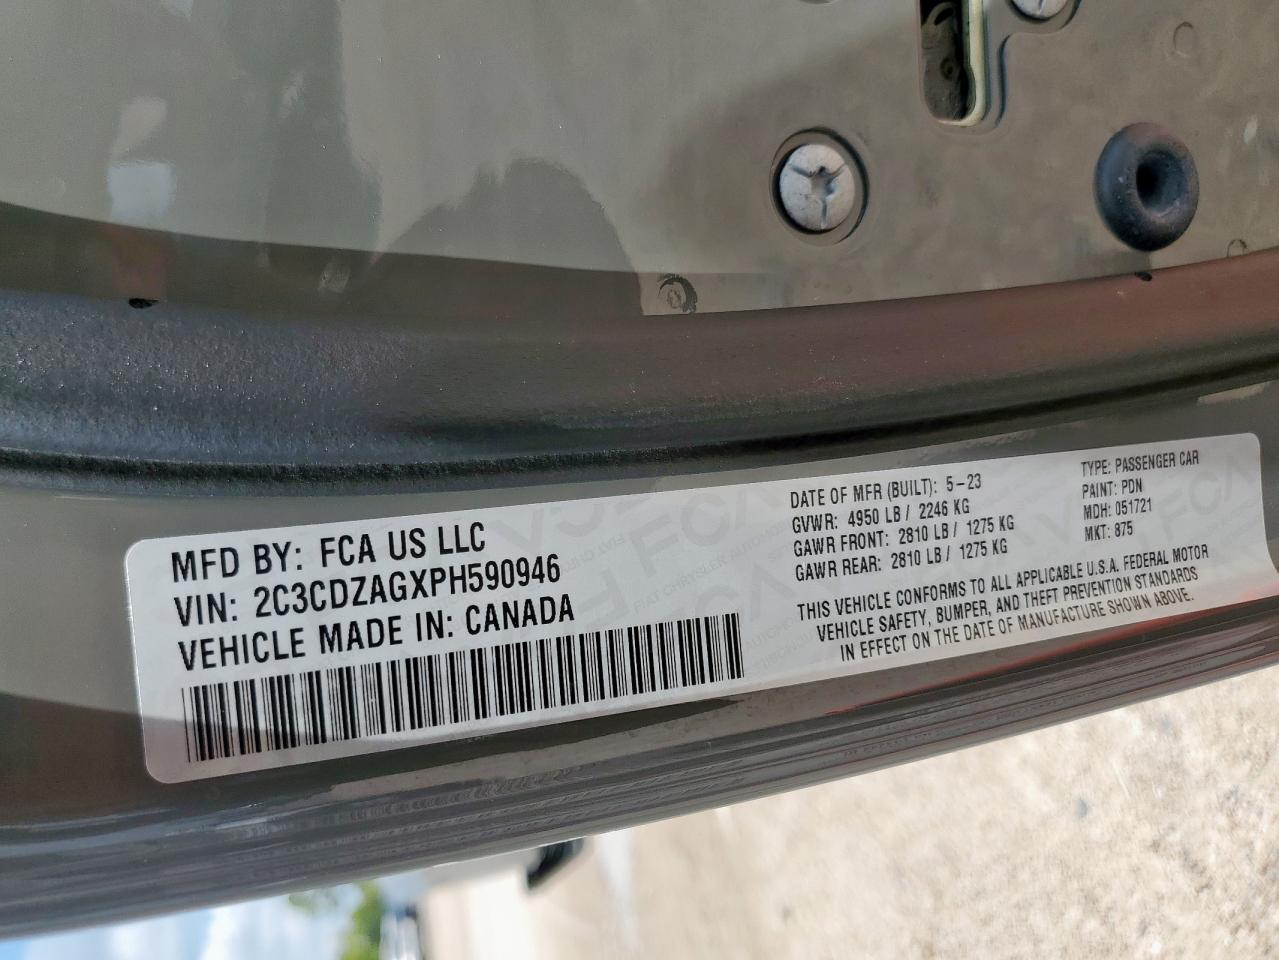 MFD BY: FCA US LLC
VIN: 2C3CDZAGXPH590946
VEHICLE MADE IN: CANADA
DATE OF MFR (BUILT): 5-23
GVWR: 4950 LB / 2246 KG
GAWR FRONT: 2810 LB / 1275 KG
GAWR REAR: 2810 LB / 1275 KG
TYPE: PASSENGER CAR
PAINT: PDN
MDH: 051721
MKT: 875
THIS VEHICLE CONFORMS TO ALL APPLICABLE U.S.A. FEDERAL MOTOR
VEHICLE SAFETY, BUMPER, AND THEFT PREVENTION STANDARDS
IN EFFECT ON THE DATE OF MANUFACTURE SHOWN ABOVE.